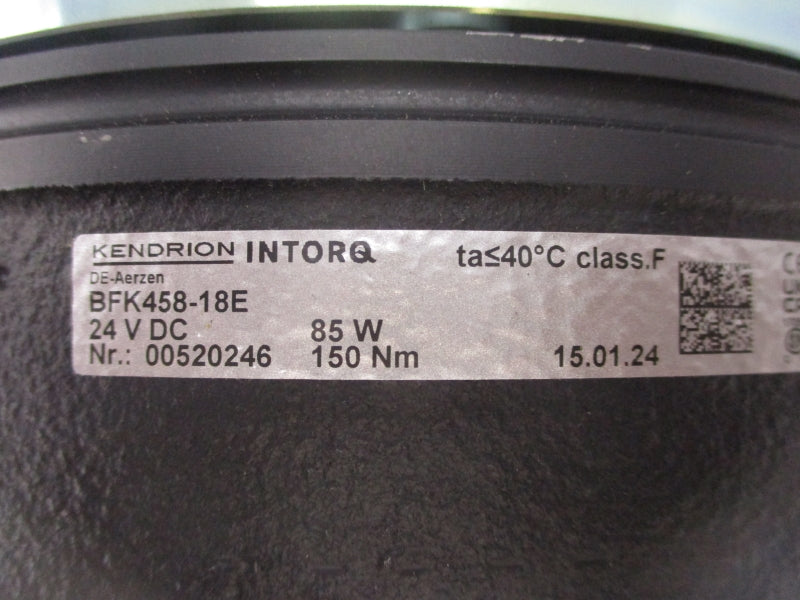 KENDRION INTORQ ta≤40°C class.F
DE-Aerzen
BFK458-18E
24 V DC 85 W
Nr.: 00520246 150 Nm 15.01.24